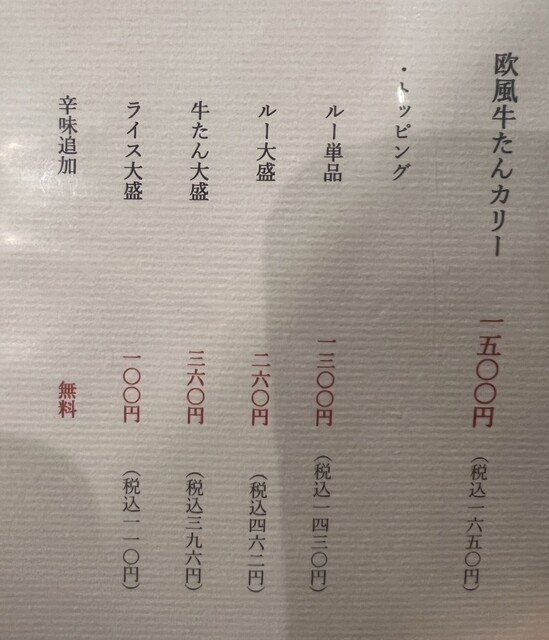 欧風牛たんカリー 一五〇〇円 (税込一六五〇円)
・トッピング
ルー単品 一三〇〇円 (税込一四三〇円)
ルー大盛 二六〇円 (税込四六二円)
牛たん大盛 三六〇円 (税込三九六円)
ライス大盛 一〇〇円 (税込一一〇円)
辛味追加 無料